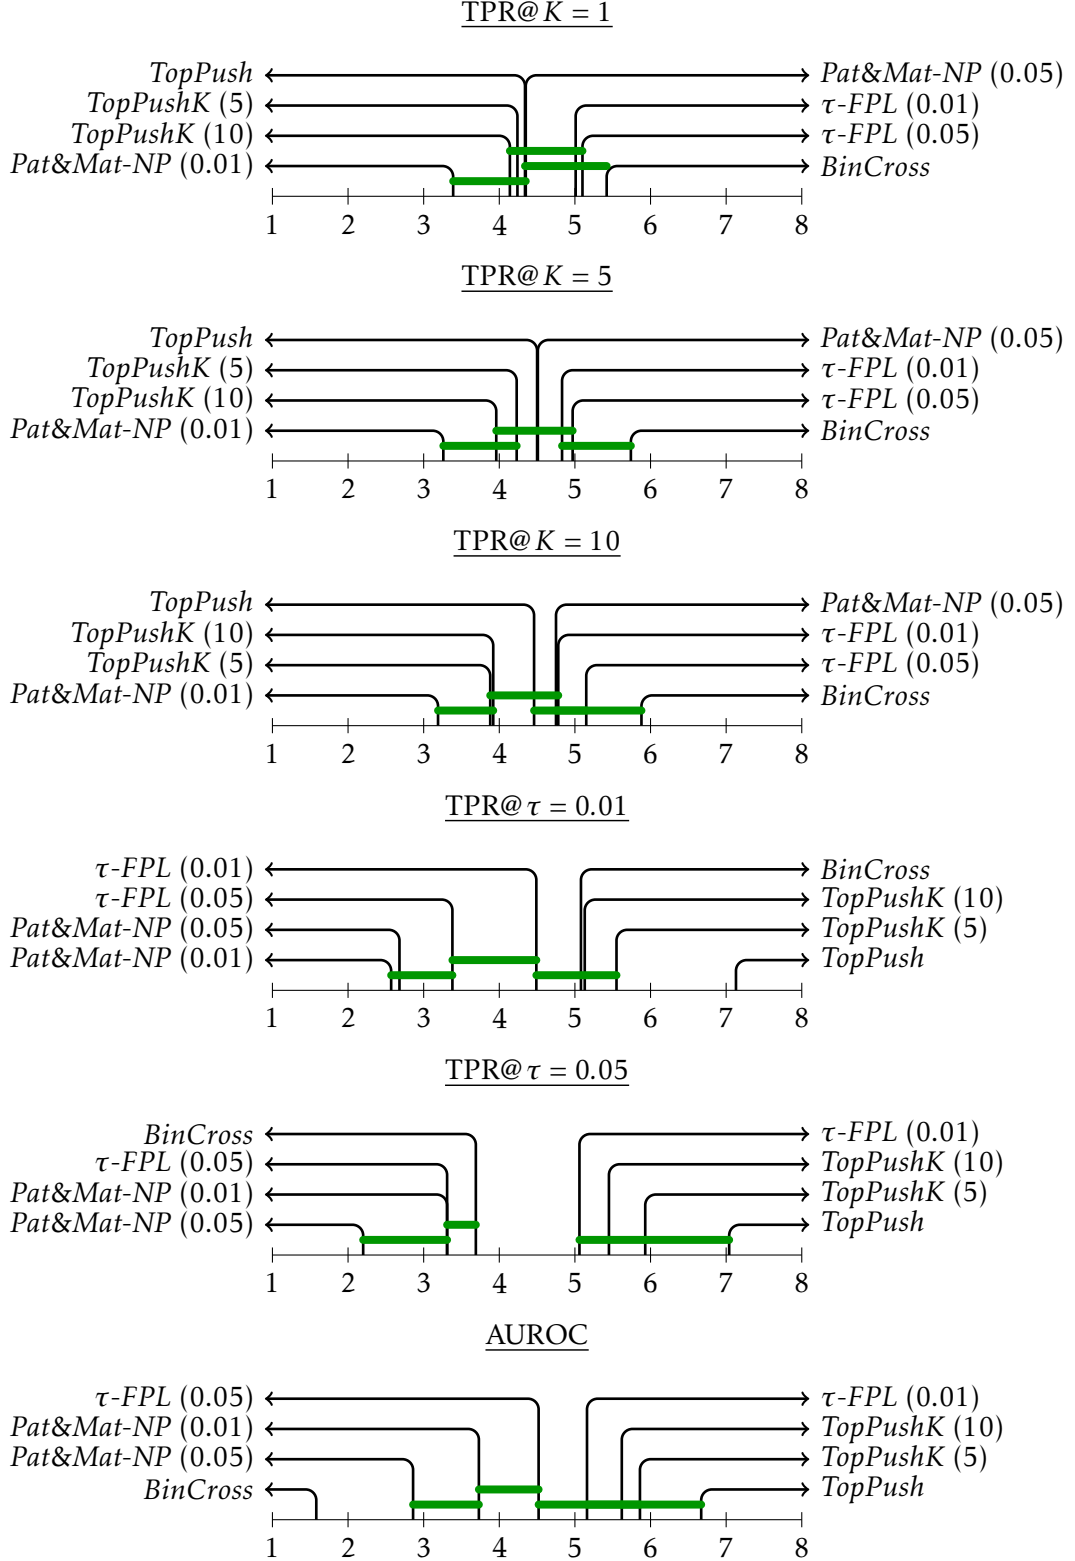 TPR@K = 1
TopPush Pat&Mat-NP (0.05)
TopPushK (5) τ-FPL (0.01)
TopPushK (10) τ-FPL (0.05)
Pat&Mat-NP (0.01) BinCross
1 2 3 4 5 6 7 8
TPR@K = 5
TopPush Pat&Mat-NP (0.05)
TopPushK (5) τ-FPL (0.01)
TopPushK (10) τ-FPL (0.05)
Pat&Mat-NP (0.01) BinCross
1 2 3 4 5 6 7 8
TPR@K = 10
TopPush Pat&Mat-NP (0.05)
TopPushK (10) τ-FPL (0.01)
TopPushK (5) τ-FPL (0.05)
Pat&Mat-NP (0.01) BinCross
1 2 3 4 5 6 7 8
TPR@τ = 0.01
τ-FPL (0.01) BinCross
τ-FPL (0.05) TopPushK (10)
Pat&Mat-NP (0.05) TopPushK (5)
Pat&Mat-NP (0.01) TopPush
1 2 3 4 5 6 7 8
TPR@τ = 0.05
BinCross τ-FPL (0.01)
τ-FPL (0.05) TopPushK (10)
Pat&Mat-NP (0.01) TopPushK (5)
Pat&Mat-NP (0.05) TopPush
1 2 3 4 5 6 7 8
AUROC
τ-FPL (0.05) τ-FPL (0.01)
Pat&Mat-NP (0.01) TopPushK (10)
Pat&Mat-NP (0.05) TopPushK (5)
BinCross TopPush
1 2 3 4 5 6 7 8